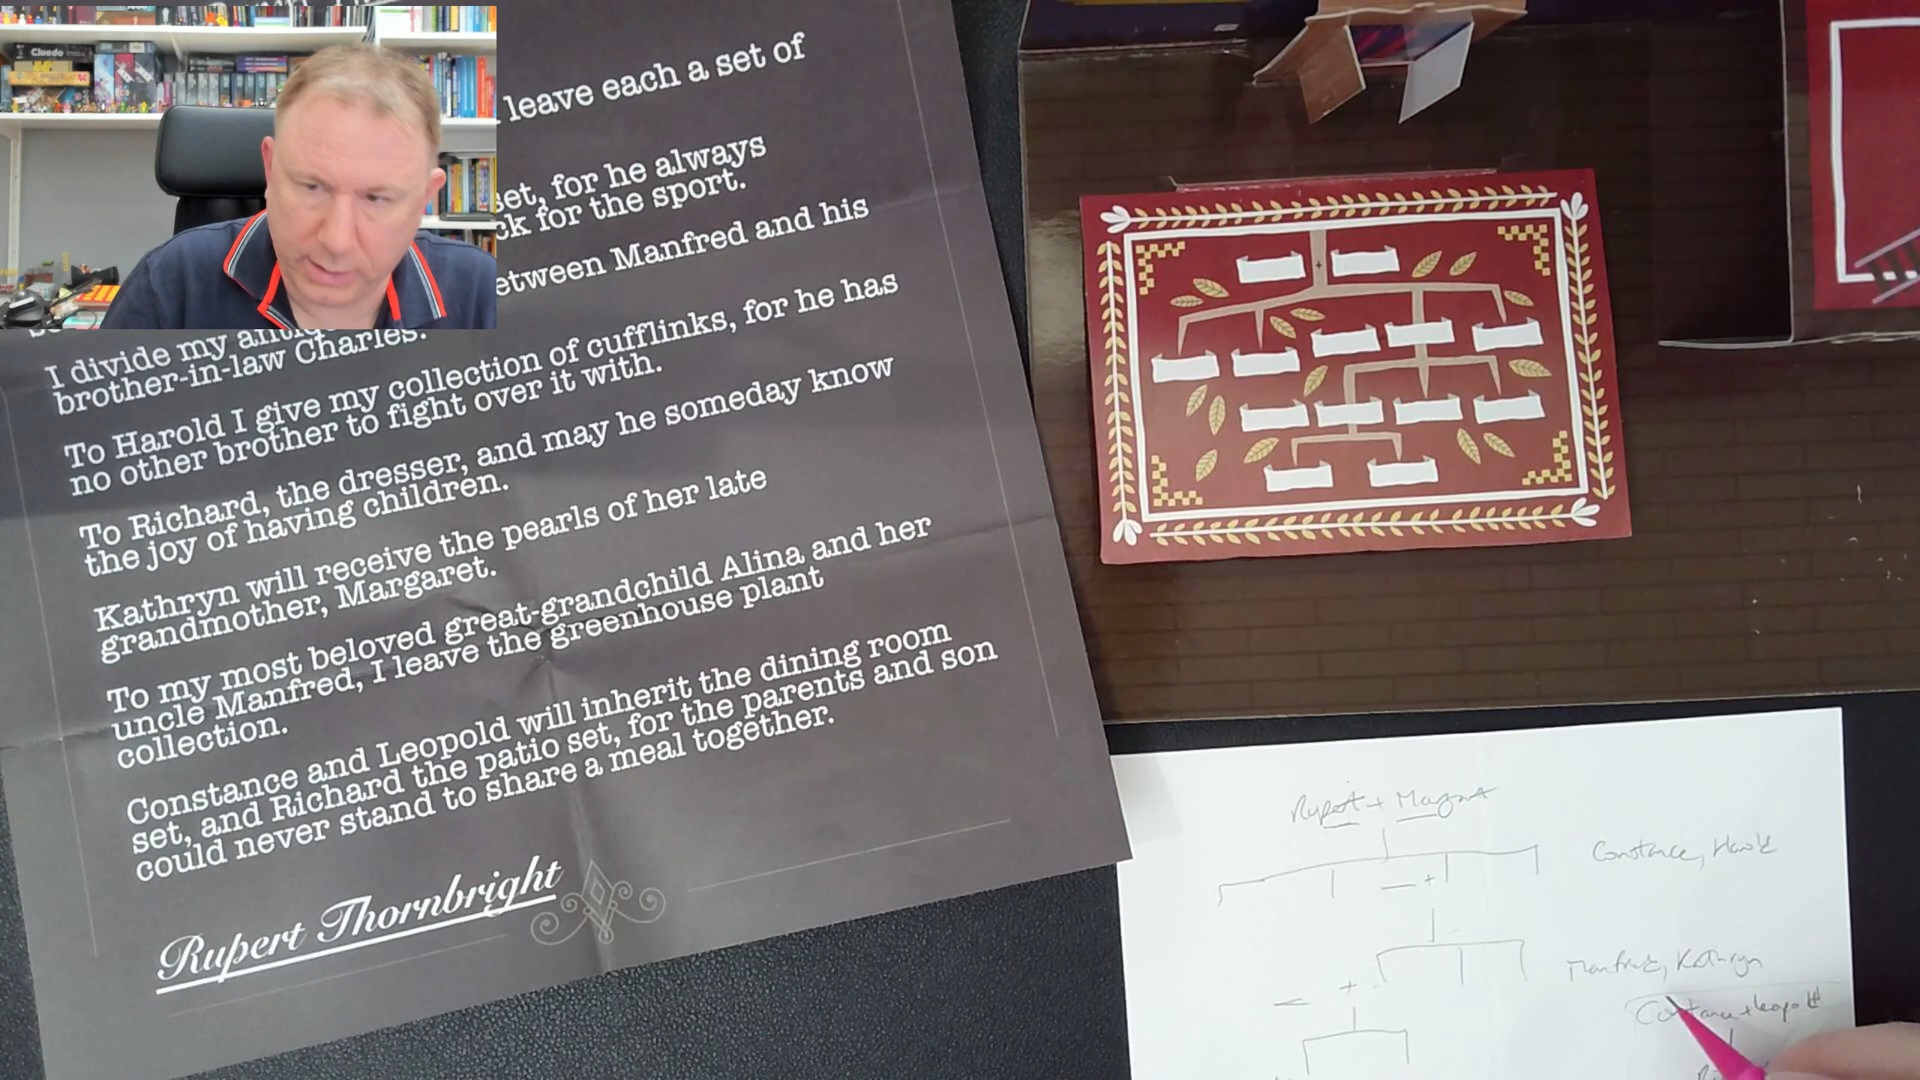 Cluedo
leave each a set of
set, for he always
ck for the sport.
etween Manfred and his
I divide my
brother-in-law Charles.
To Harold I give my collection of cufflinks, for he has
no other brother to fight over it with.
To Richard, the dresser, and may he someday know
the joy of having children.
Kathryn will receive the pearls of her late
grandmother, Margaret.
To my most beloved great-grandchild Alina and her
uncle Manfred, I leave the greenhouse plant
collection.
Constance and Leopold will inherit the dining room
set, and Richard the patio set, for the parents and son
could never stand to share a meal together.
Rupert Thornbright
Rupert +
Constance, Harold
Manfred, Kathryn
Constance + Leopold